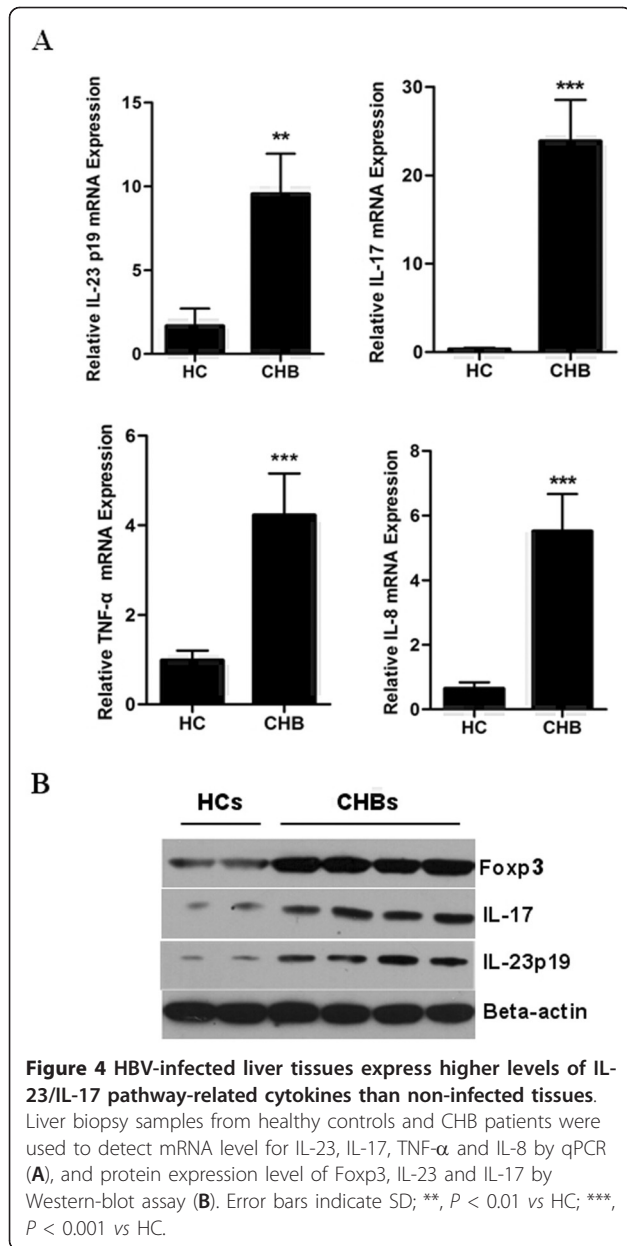 A
Relative IL-23 p19 mRNA Expression
15
10
5
0
**
HC
CHB
Relative IL-17 mRNA Expression
30
20
10
0
***
HC
CHB
Relative TNF-α mRNA Expression
6
4
2
0
***
HC
CHB
Relative IL-8 mRNA Expression
8
6
4
2
0
***
HC
CHB
B
HCs
CHBs
Foxp3
IL-17
IL-23p19
Beta-actin
Figure 4 HBV-infected liver tissues express higher levels of IL-
23/IL-17 pathway-related cytokines than non-infected tissues.
Liver biopsy samples from healthy controls and CHB patients were
used to detect mRNA level for IL-23, IL-17, TNF-α and IL-8 by qPCR
(A), and protein expression level of Foxp3, IL-23 and IL-17 by
Western-blot assay (B). Error bars indicate SD; **, P < 0.01 vs HC; ***,
P < 0.001 vs HC.